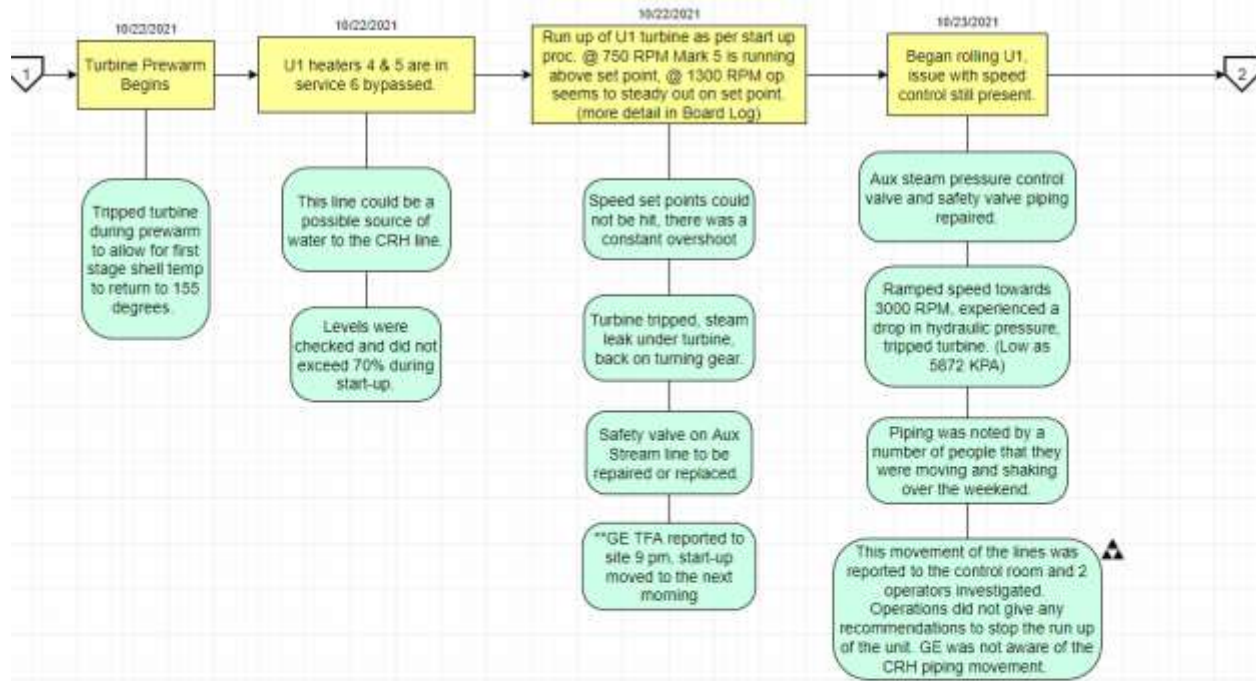 10/22/2021
Turbine Prewarm
Begins
Tripped turbine
during prewarm
to allow for first
stage shell temp
to return to 155
degrees.
10/22/2021
U1 heaters 4 & 5 are in
service 6 bypassed.
This line could be a
possible source of
water to the CRH line.
Levels were
checked and did not
exceed 70% during
start-up.
10/22/2021
Run up of U1 turbine as per start up
proc. @ 750 RPM Mark 5 is running
above set point, @ 1300 RPM op.
seems to steady out on set point.
(more detail in Board Log)
Speed set points could
not be hit, there was a
constant overshoot
Turbine tripped, steam
leak under turbine,
back on turning gear.
Safety valve on Aux
Stream line to be
repaired or replaced.
**GE TFA reported to
site 9 pm, start-up
moved to the next
morning
10/23/2021
Began rolling U1,
issue with speed
control still present.
Aux steam pressure control
valve and safety valve piping
repaired.
Ramped speed towards
3000 RPM, experienced a
drop in hydraulic pressure,
tripped turbine. (Low as
5872 KPA)
Piping was noted by a
number of people that they
were moving and shaking
over the weekend.
This movement of the lines was
reported to the control room and 2
operators investigated.
Operations did not give any
recommendations to stop the run up
of the unit. GE was not aware of the
CRH piping movement.
1
2